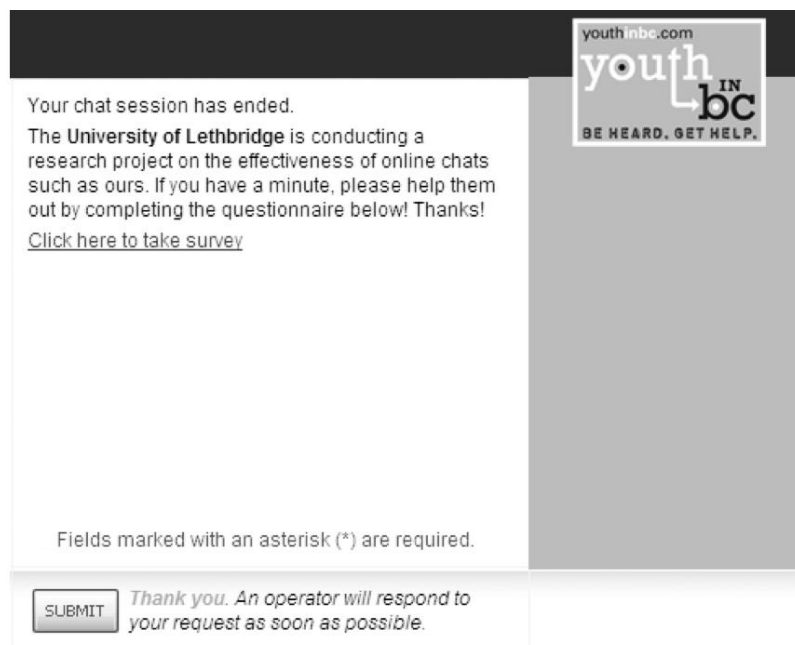 youthinbc.com
youth
IN
bc
BE HEARD. GET HELP.
Your chat session has ended.
The University of Lethbridge is conducting a
research project on the effectiveness of online chats
such as ours. If you have a minute, please help them
out by completing the questionnaire below! Thanks!
Click here to take survey
Fields marked with an asterisk (*) are required.
SUBMIT
Thank you. An operator will respond to
your request as soon as possible.